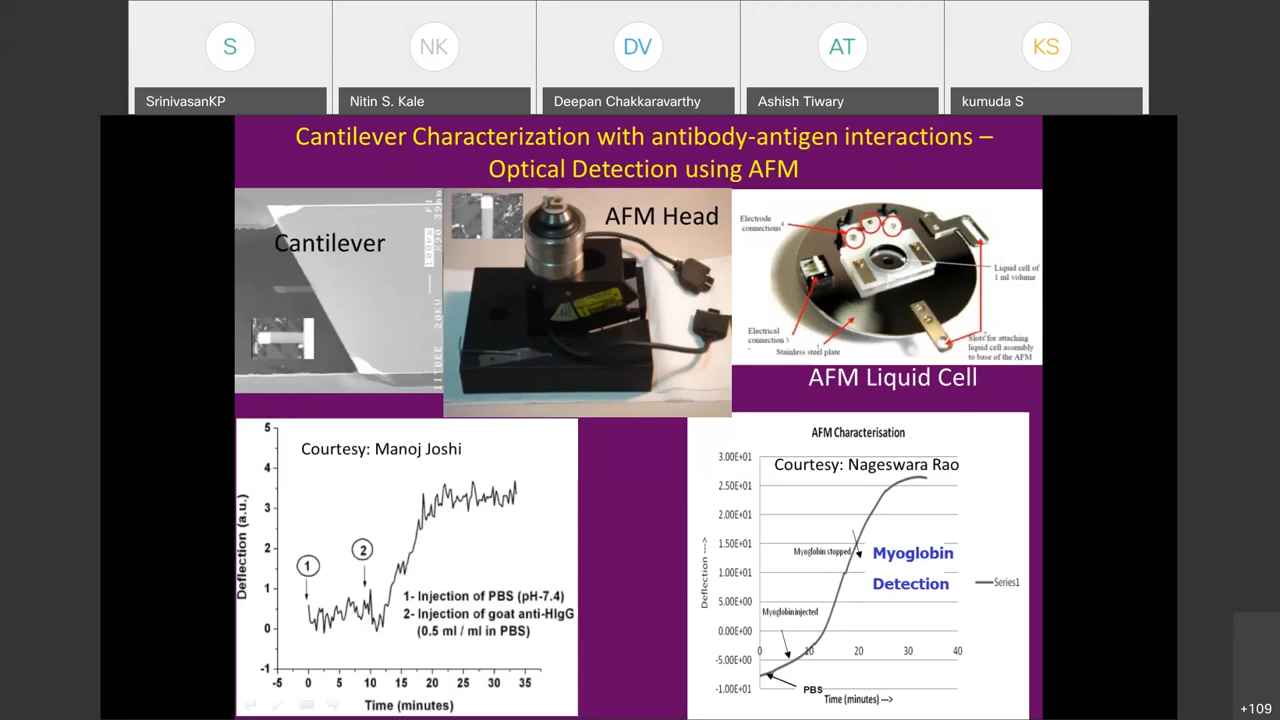 S
NK
DV
AT
KS
SrinivasanKP
Nitin S. Kale
Deepan Chakkaravarthy
Ashish Tiwary
kumuda S
Cantilever Characterization with antibody-antigen interactions –
Optical Detection using AFM
Cantilever
AFM Head
Electrode
connections
Liquid cell of
1 ml volume
Electrical
connection
Stainless steel plate
Slots for attaching
liquid cell assembly
to base of the AFM
AFM Liquid Cell
Courtesy: Manoj Joshi
Deflection (a.u.)
5
4
3
2
1
0
-1
1
2
1- Injection of PBS (pH-7.4)
2- Injection of goat anti-HIgG
(0.5 ml / ml in PBS)
-5 0 5 10 15 20 25 30 35
Time (minutes)
AFM Characterisation
Courtesy: Nageswara Rao
Deflection --->
3.00E+01
2.50E+01
2.00E+01
1.50E+01
1.00E+01
5.00E+00
0.00E+00
-5.00E+00
-1.00E+01
Myoglobin stopped
Myoglobin
Detection
Series1
Myoglobin injected
0 10 20 30 40
PBS
Time (minutes) --->
+109